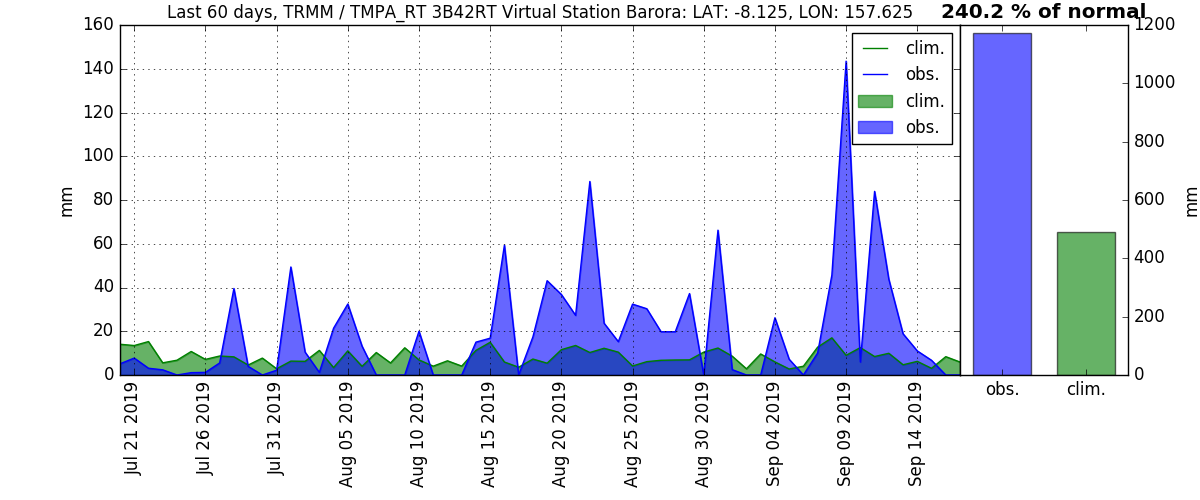 Last 60 days, TRMM / TMPA_RT 3B42RT Virtual Station Barora: LAT: -8.125, LON: 157.625
240.2 % of normal
160
140
120
100
80
60
40
20
0
mm
clim.
obs.
clim.
obs.
1200
1000
800
600
400
200
0
mm
Jul 21 2019
Jul 26 2019
Jul 31 2019
Aug 05 2019
Aug 10 2019
Aug 15 2019
Aug 20 2019
Aug 25 2019
Aug 30 2019
Sep 04 2019
Sep 09 2019
Sep 14 2019
obs.
clim.